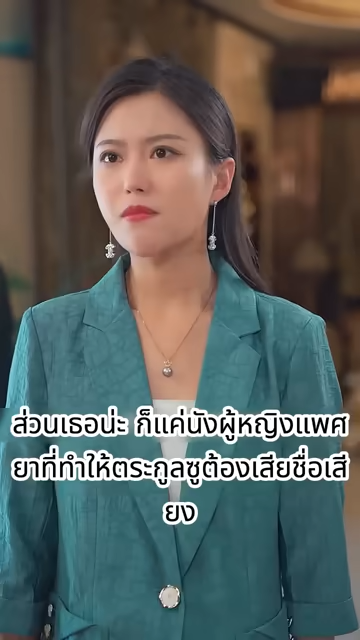 ส่วนเธอน่ะ ก็แค่นังผู้หญิงแพศ
ยาที่ทำให้ตระกูลซูต้องเสียชื่อเสี
ยง